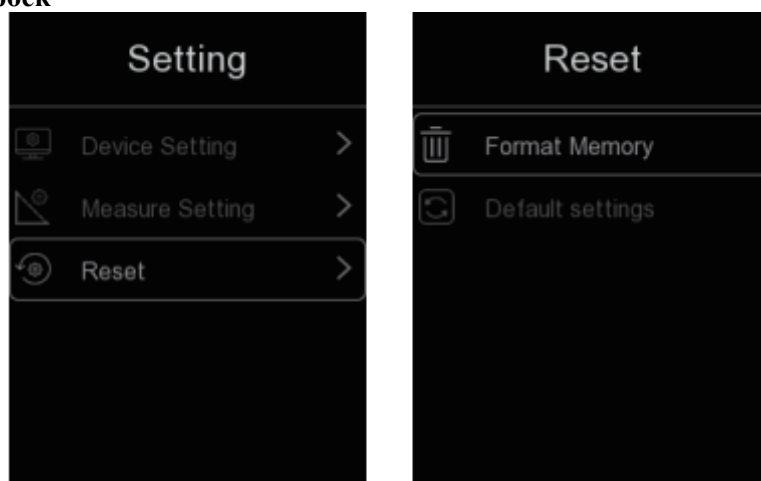 Setting
Device Setting
Measure Setting
Reset
Reset
Format Memory
Default settings